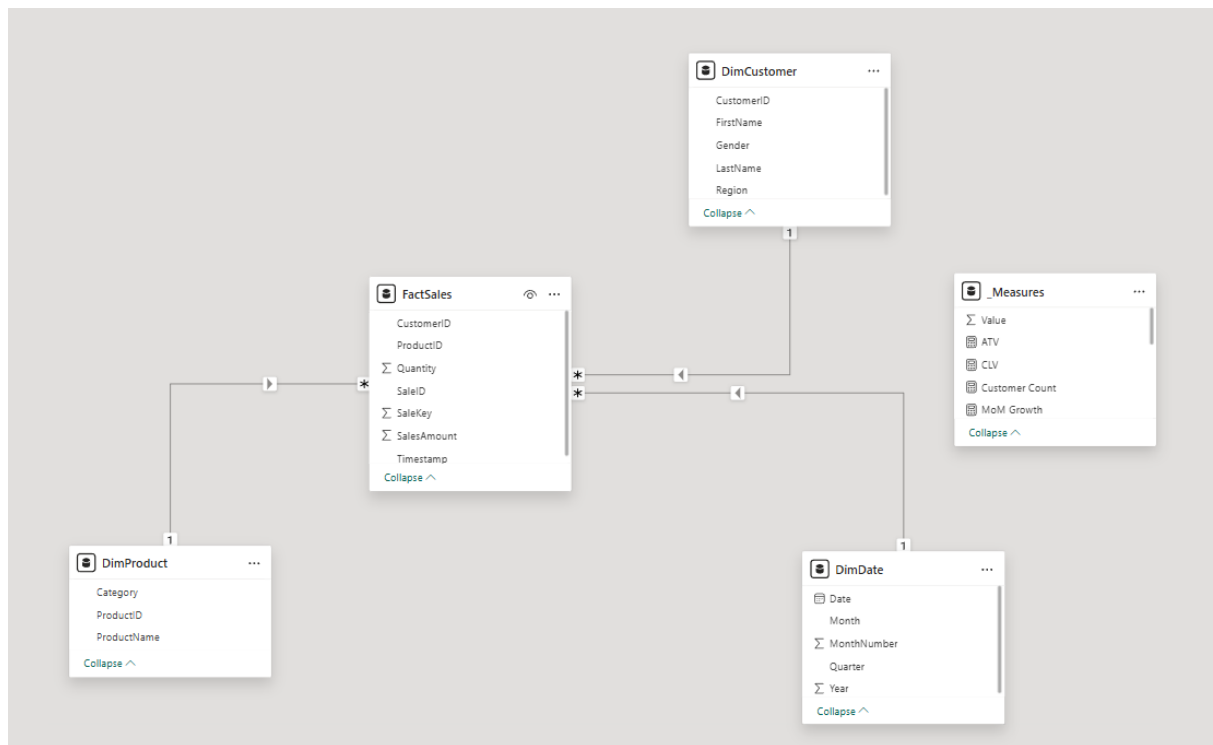 DimCustomer
CustomerID
FirstName
Gender
LastName
Region
Collapse
1
FactSales
CustomerID
ProductID
Σ Quantity
SaleID
Σ SaleKey
Σ SalesAmount
Timestamp
Collapse
*
*
*
_Measures
Σ Value
ATV
CLV
Customer Count
MoM Growth
Collapse
1
DimProduct
Category
ProductID
ProductName
Collapse
1
DimDate
Date
Month
Σ MonthNumber
Quarter
Σ Year
Collapse